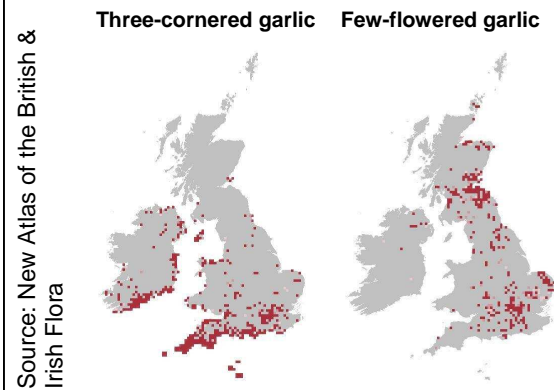 Three-cornered garlic
Few-flowered garlic
Source: New Atlas of the British &
Irish Flora